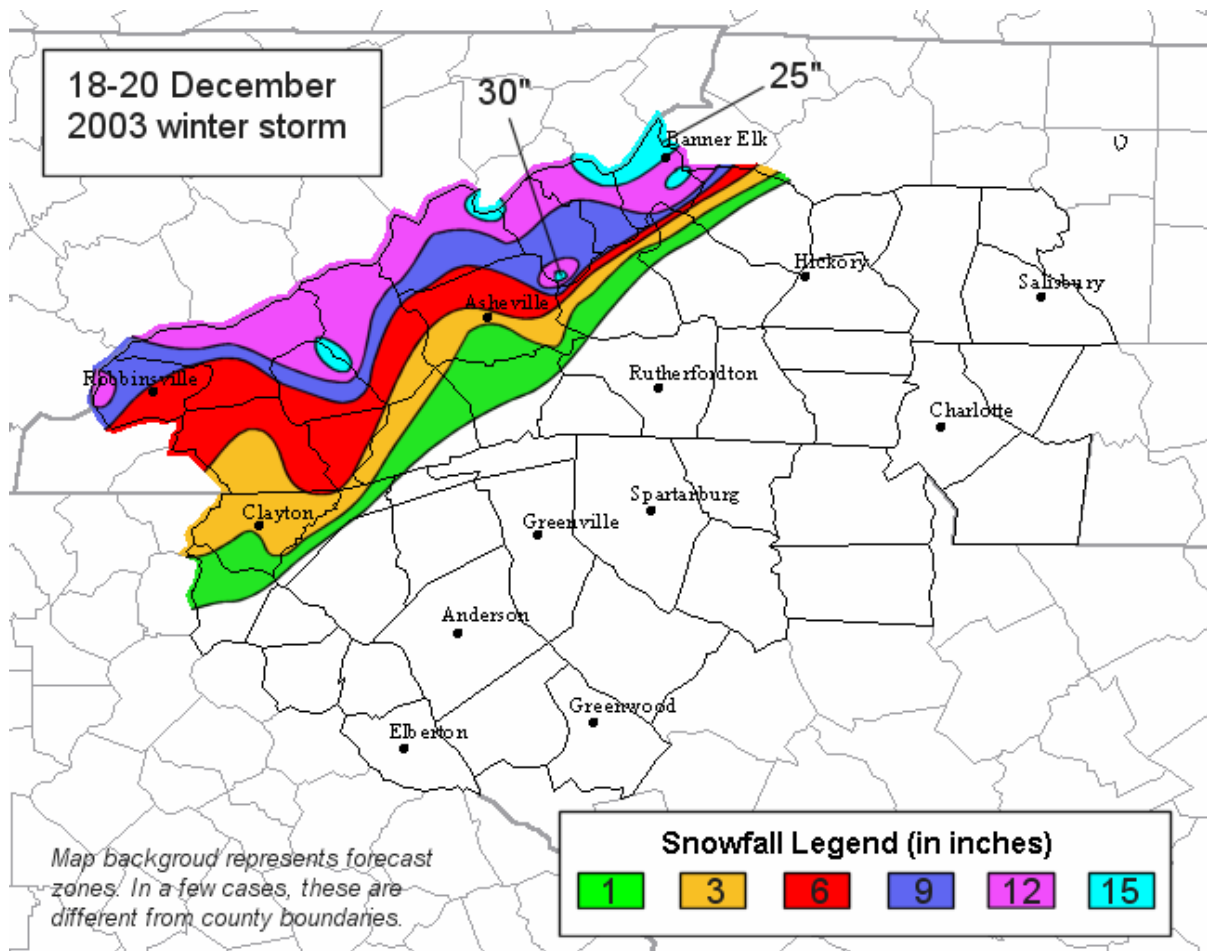 18-20 December
2003 winter storm
30"
25"
Banner Elk
Hickory
Salisbury
Asheville
Robbinsville
Rutherfordton
Charlotte
Clayton
Spartanburg
Greenville
Anderson
Greenwood
Elberton
Map backgroud represents forecast
zones. In a few cases, these are
different from county boundaries.
Snowfall Legend (in inches)
1 3 6 9 12 15